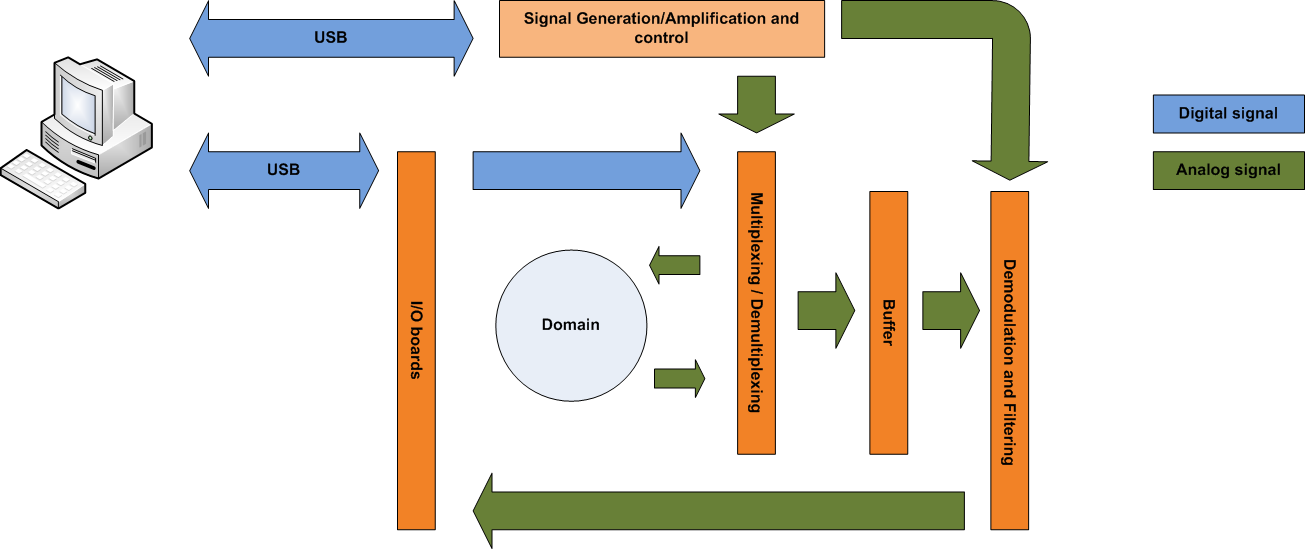 USB
Signal Generation/Amplification and
control
Digital signal
Analog signal
USB
I/O boards
Domain
Multiplexing / Demultiplexing
Buffer
Demodulation and Filtering